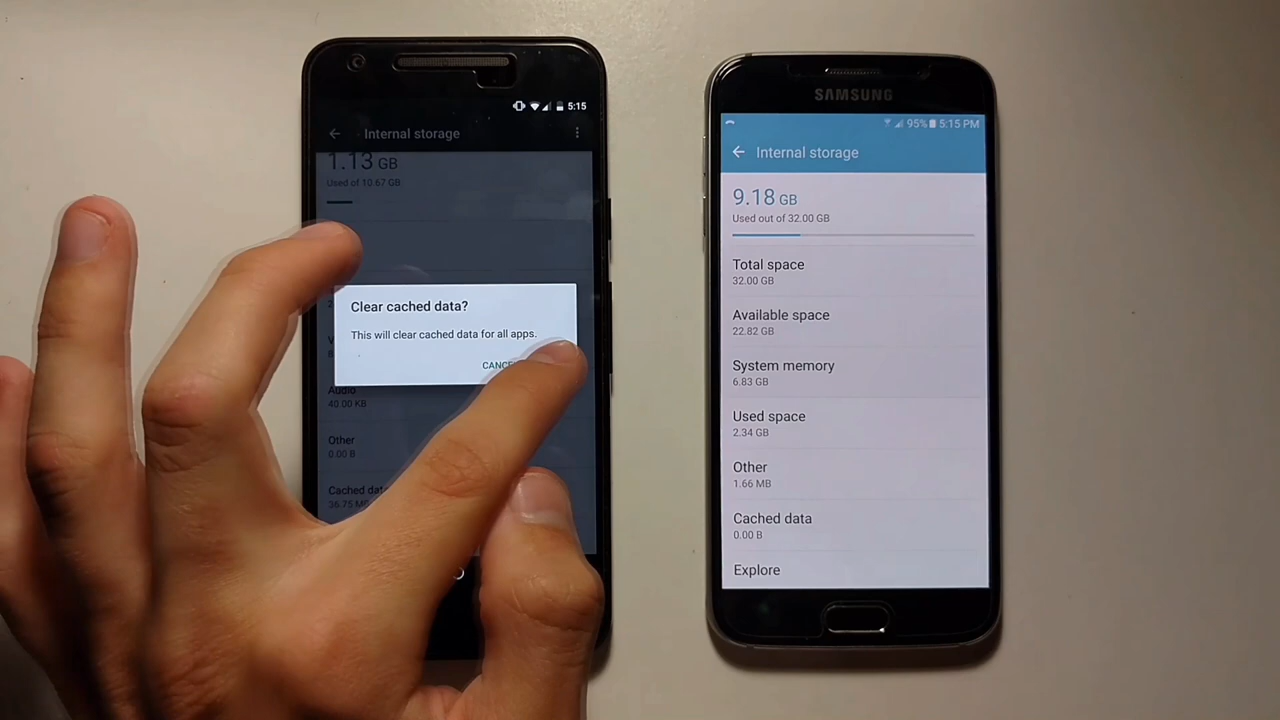 5:15
Internal storage
1.13 GB
Used of 10.67 GB
Clear cached data?
This will clear cached data for all apps.
Audio
40.00 KB
Other
0.00 B
Cached
SAMSUNG
95% 5:15 PM
Internal storage
9.18 GB
Used out of 32.00 GB
Total space
32.00 GB
Available space
22.82 GB
System memory
6.83 GB
Used space
2.34 GB
Other
1.66 MB
Cached data
0.00 B
Explore